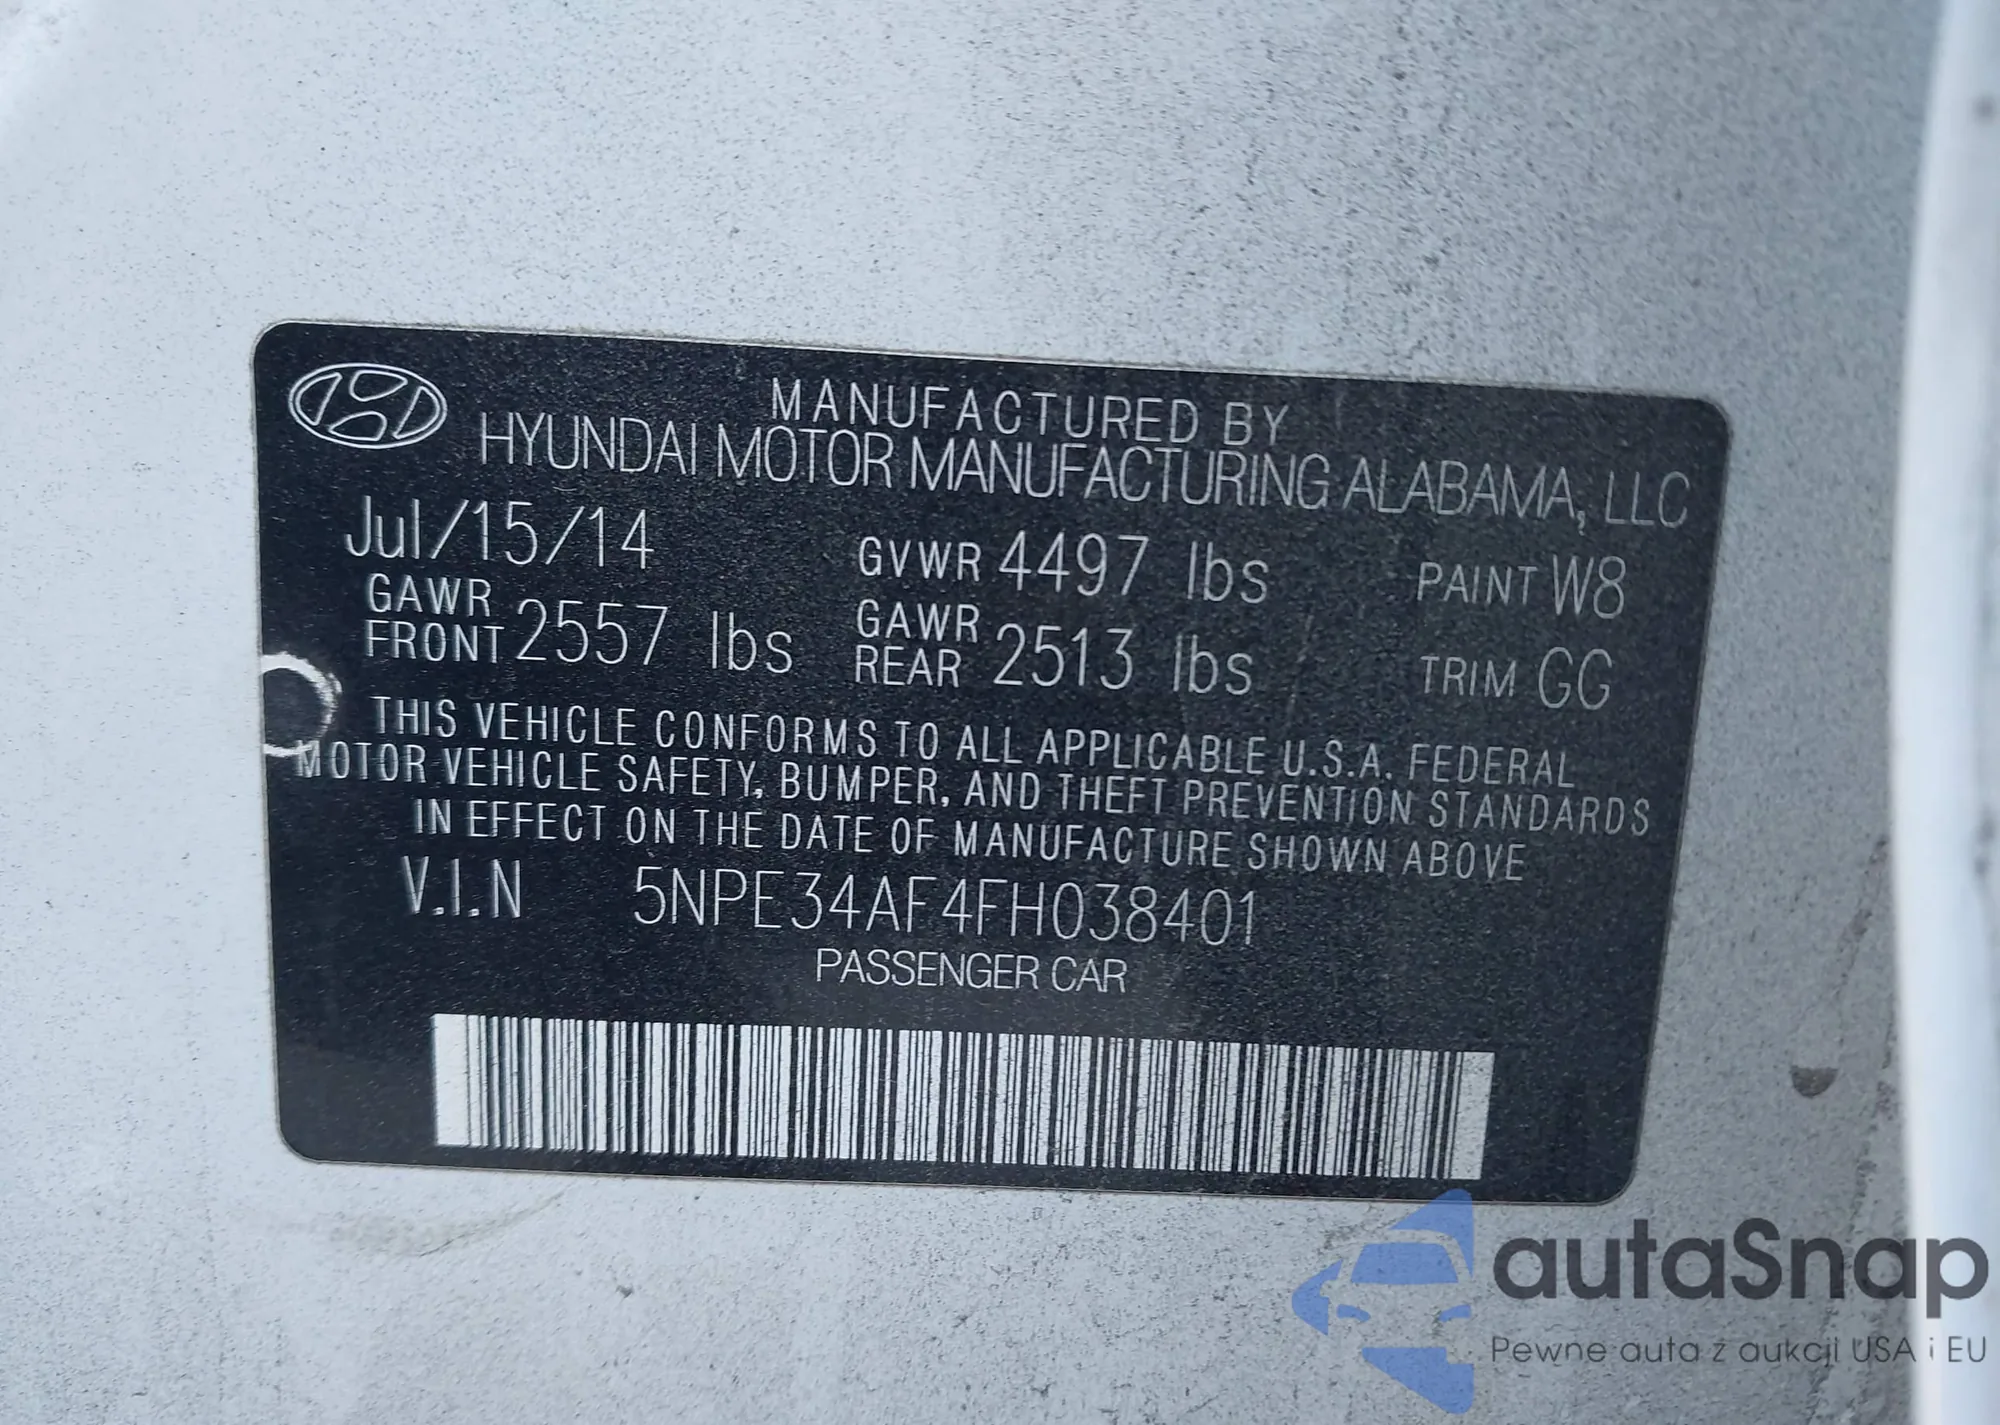 MANUFACTURED BY
HYUNDAI MOTOR MANUFACTURING ALABAMA, LLC
Jul/15/14 GVWR 4497 lbs PAINT W8
GAWR FRONT 2557 lbs GAWR REAR 2513 lbs TRIM GG
THIS VEHICLE CONFORMS TO ALL APPLICABLE U.S.A. FEDERAL
MOTOR VEHICLE SAFETY, BUMPER, AND THEFT PREVENTION STANDARDS
IN EFFECT ON THE DATE OF MANUFACTURE SHOWN ABOVE
V.I.N 5NPE34AF4FH038401
PASSENGER CAR
autaSnap
Pewne auta z aukcji USA i EU